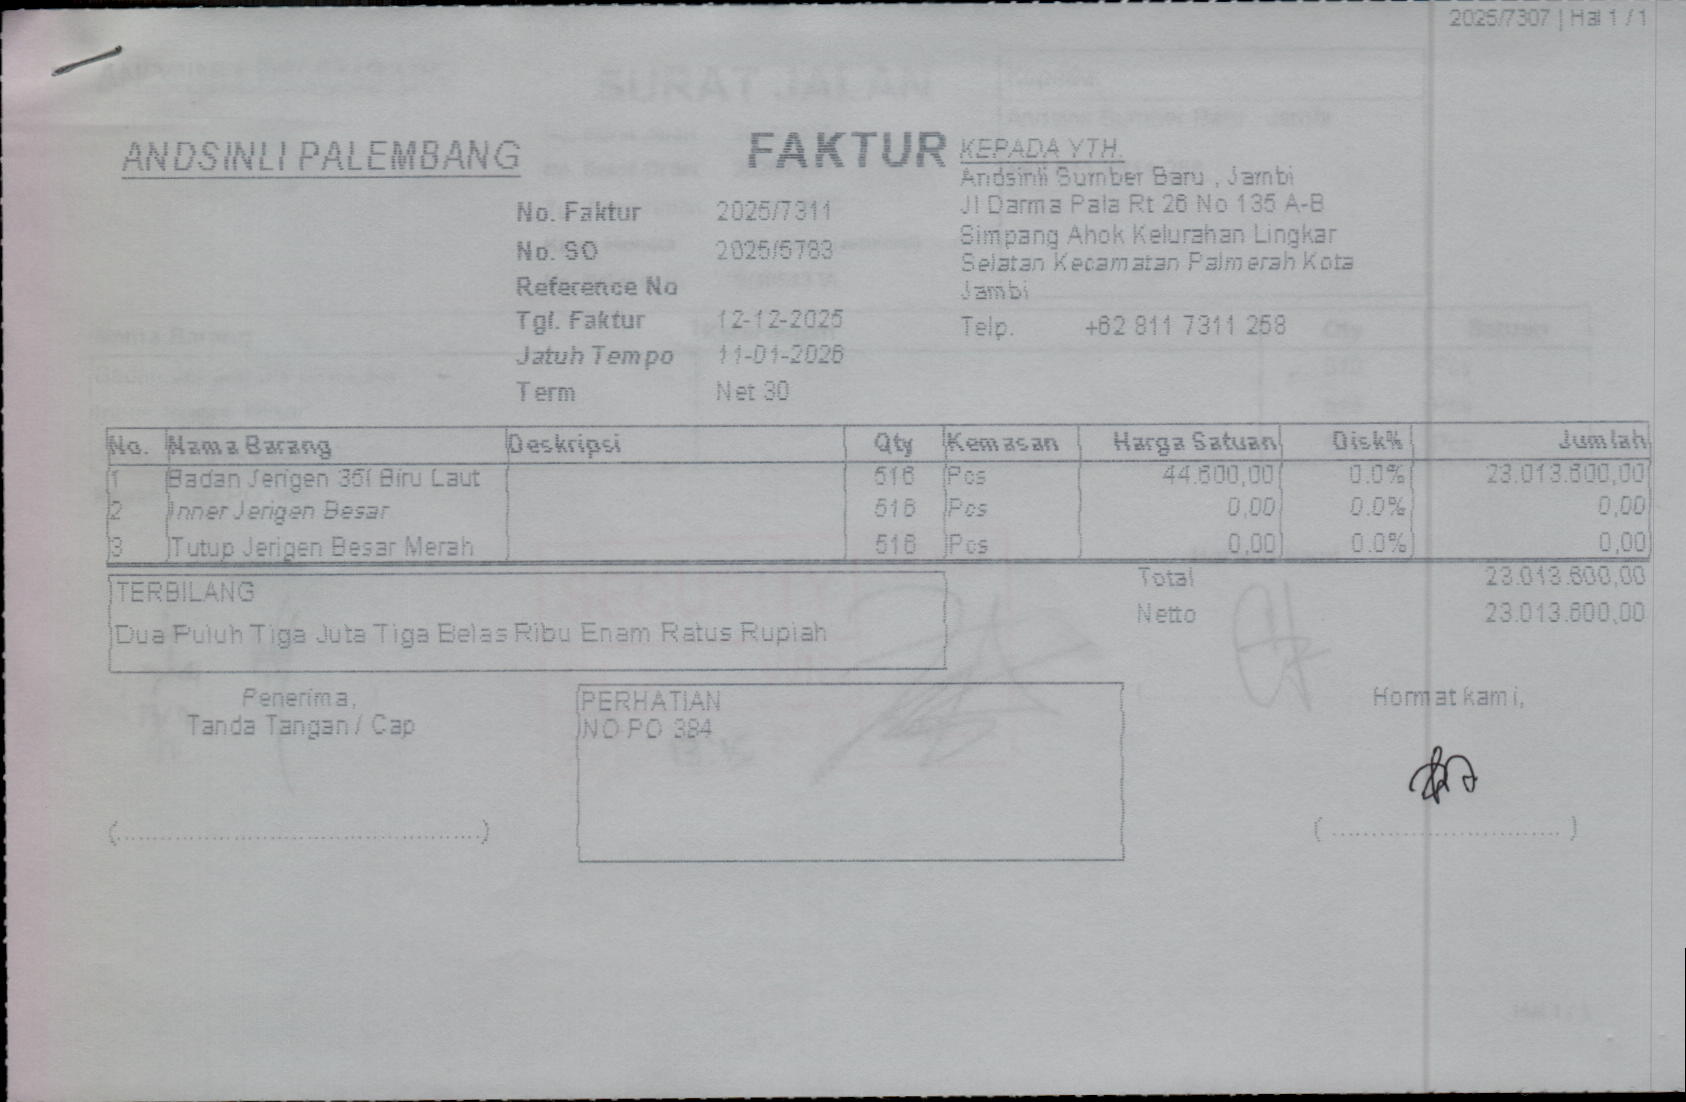 2025/7307 | Hal 1 / 1
ANDSINLI PALEMBANG
FAKTUR
KEPADA YTH.
Andsinli Sumber Baru , Jambi
Jl Darma Pala Rt 26 No 135 A-B
Simpang Ahok Kelurahan Lingkar
Selatan Kecamatan Palmerah Kota
Jambi
Telp. +62 811 7311 258
No. Faktur 2025/7311
No. SO 2025/5783
Reference No
Tgl. Faktur 12-12-2025
Jatuh Tempo 11-01-2026
Term Net 30
No. Nama Barang Deskripsi Qty Kemasan Harga Satuan Disk% Jumlah
1 Badan Jerigen 35l Biru Laut 516 Pcs 44.600,00 0.0% 23.013.600,00
2 Inner Jerigen Besar 516 Pcs 0,00 0.0% 0,00
3 Tutup Jerigen Besar Merah 516 Pcs 0,00 0.0% 0,00
Total 23.013.600,00
Netto 23.013.600,00
TERBILANG
Dua Puluh Tiga Juta Tiga Belas Ribu Enam Ratus Rupiah
Penerima,
Tanda Tangan / Cap
PERHATIAN
NO PO 384
Hormat kami,